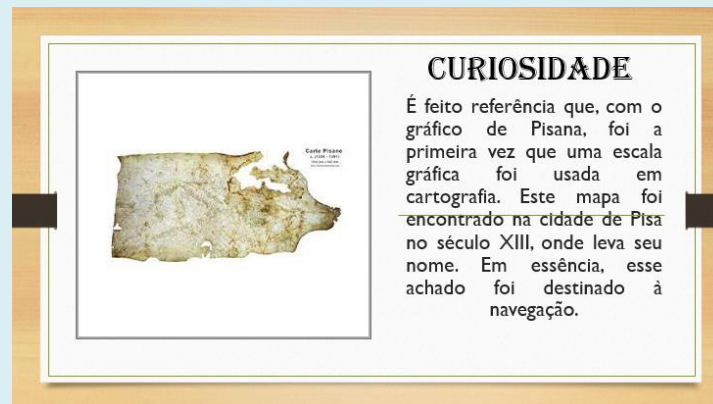 CURIOSIDADE
É feito referência que, com o
gráfico de Pisana, foi a
primeira vez que uma escala
gráfica foi usada em
cartografia. Este mapa foi
encontrado na cidade de Pisa
no século XIII, onde leva seu
nome. Em essência, esse
achado foi destinado à
navegação.
Carte Pisane